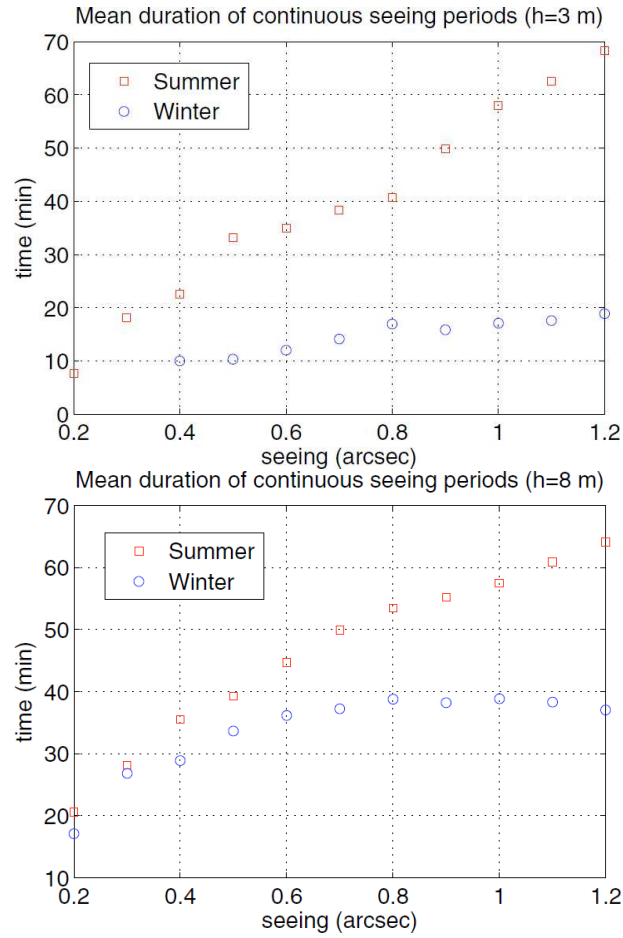 Mean duration of continuous seeing periods (h=3 m)
70
60
50
40
30
20
10
0
time (min)
Summer
Winter
0.2 0.4 0.6 0.8 1 1.2
seeing (arcsec)
Mean duration of continuous seeing periods (h=8 m)
70
60
50
40
30
20
10
time (min)
Summer
Winter
0.2 0.4 0.6 0.8 1 1.2
seeing (arcsec)